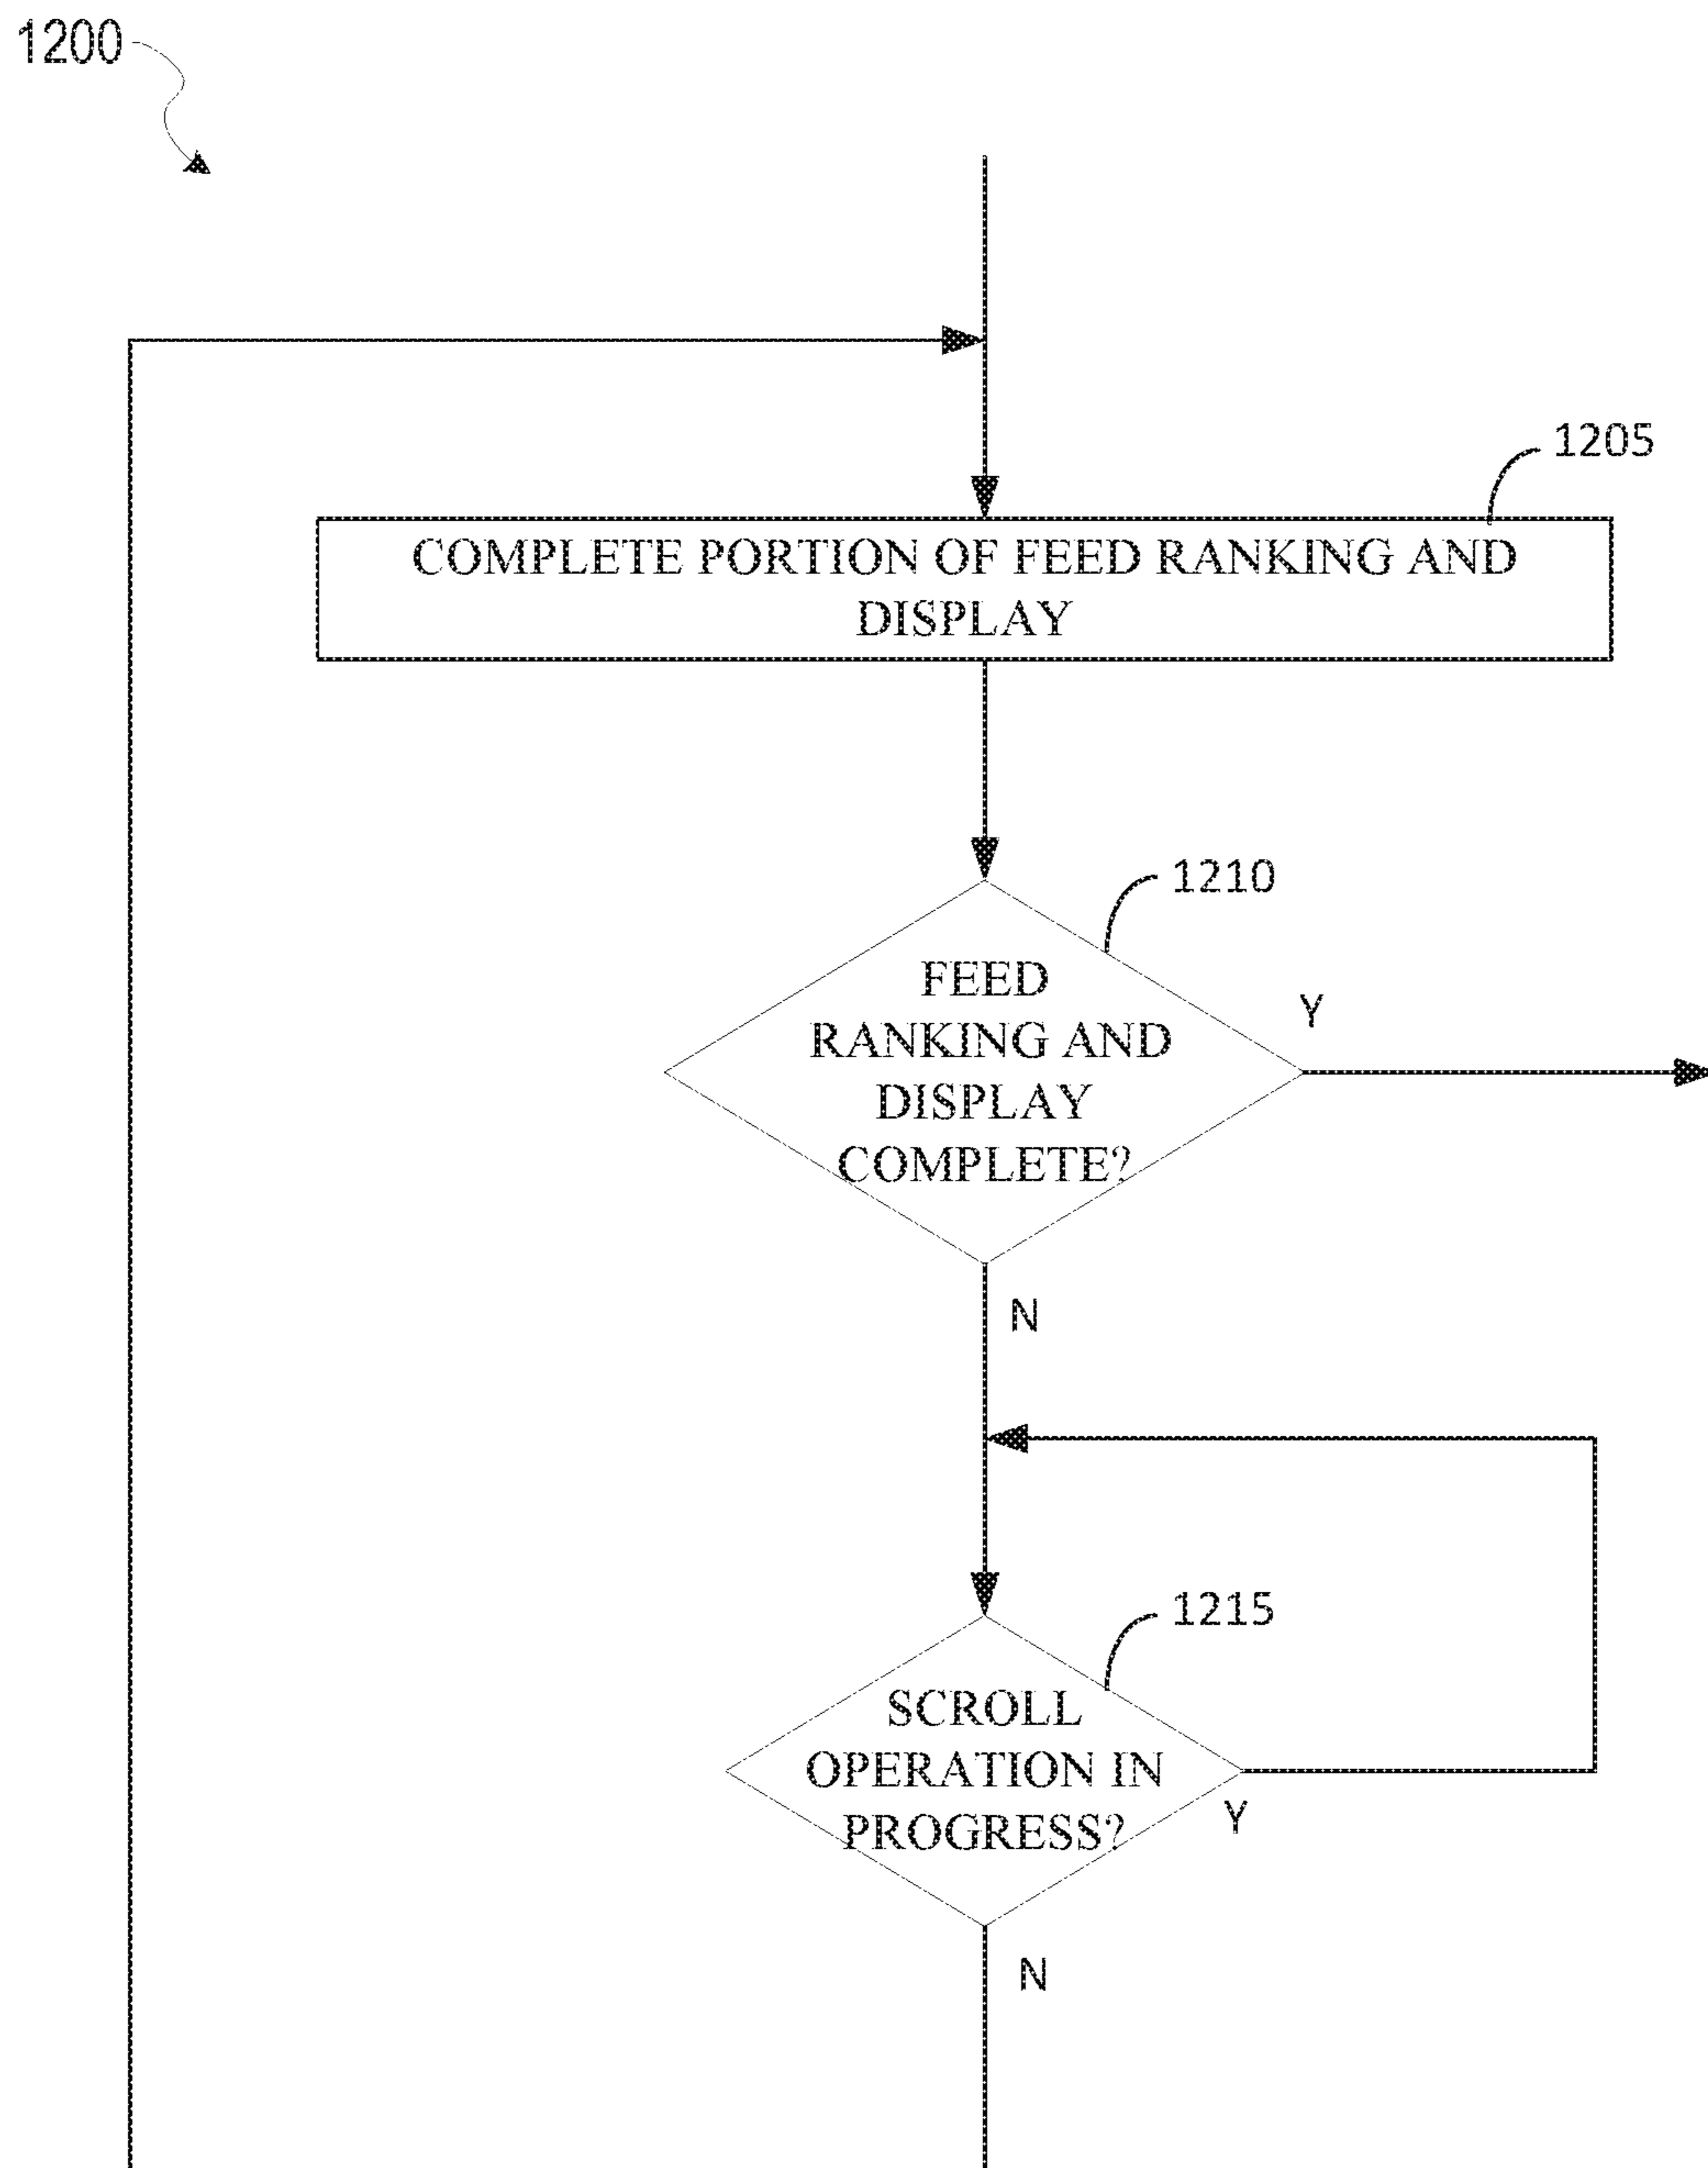 1200
1205
COMPLETE PORTION OF FEED RANKING AND
DISPLAY
1210
FEED
RANKING AND
DISPLAY
COMPLETE?
Y
N
1215
SCROLL
OPERATION IN
PROGRESS?
Y
N